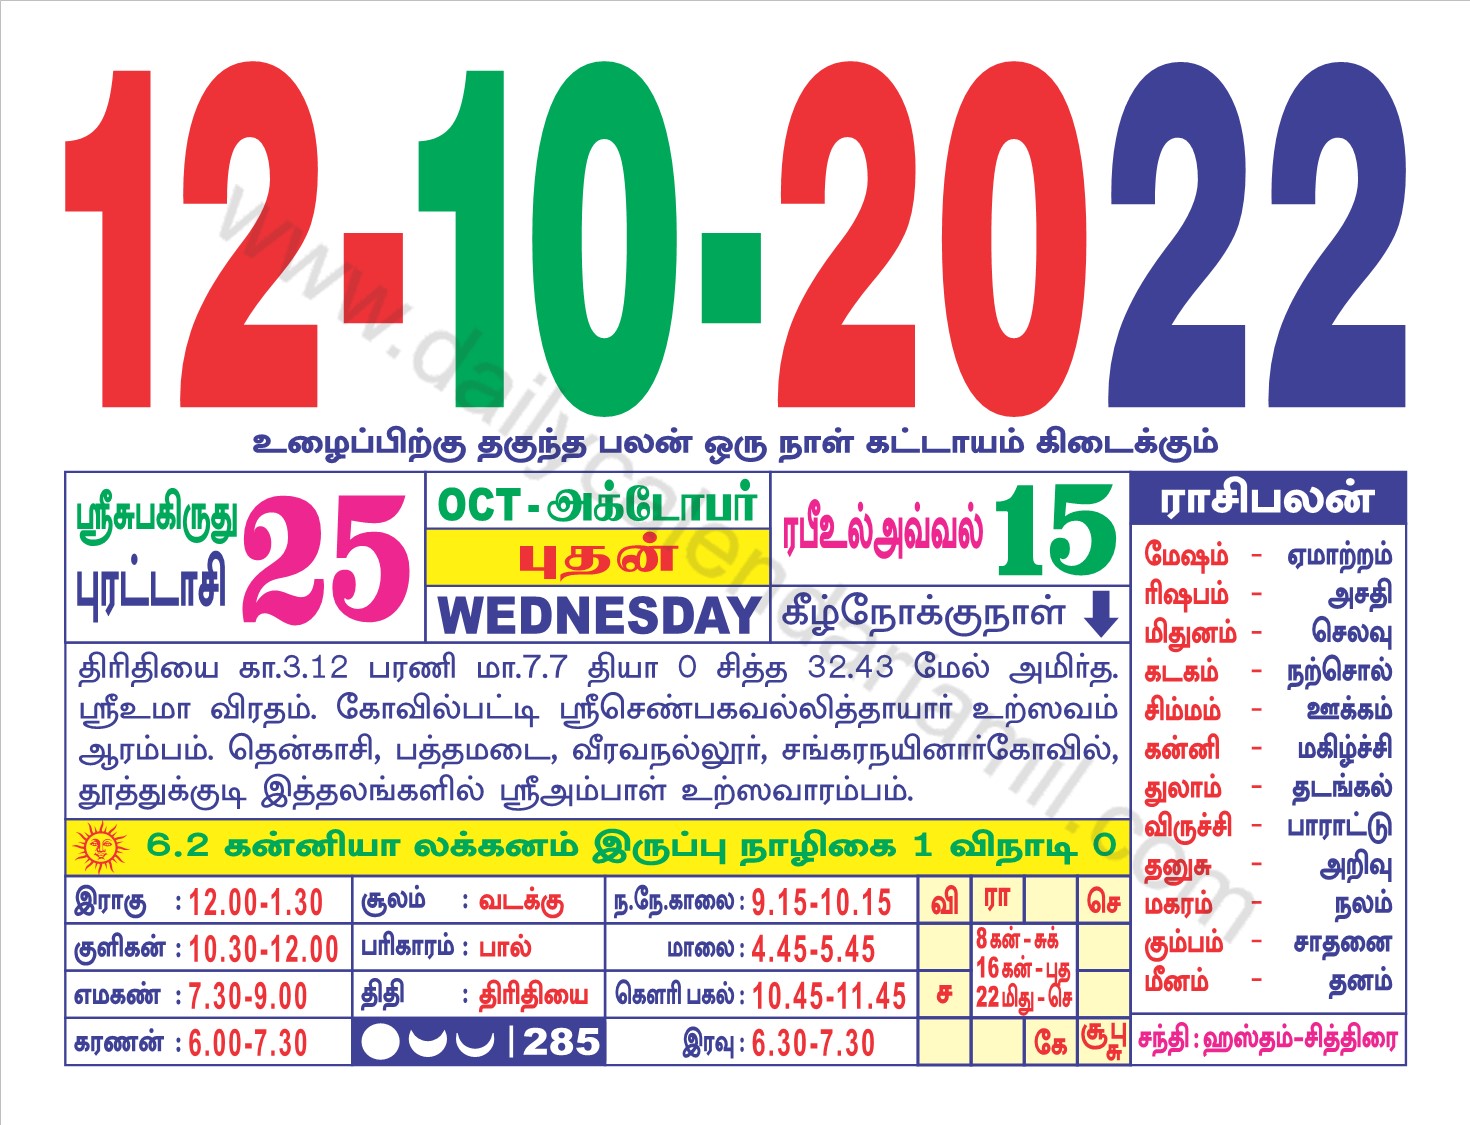 12-10-2022
உழைப்பிற்கு தகுந்த பலன் ஒரு நாள் கட்டாயம் கிடைக்கும்
ஸ்ரீசுபகிருது
புரட்டாசி 25
OCT - அக்டோபர்
புதன்
WEDNESDAY
ரபீஉல்அவ்வல் 15
கீழ்நோக்குநாள்
திரிதியை கா.3.12 பரணி மா.7.7 தியா 0 சித்த 32.43 மேல் அமிர்த.
ஸ்ரீஉமா விரதம். கோவில்பட்டி ஸ்ரீசெண்பகவல்லித்தாயார் உற்ஸவம்
ஆரம்பம். தென்காசி, பத்தமடை, வீரவநல்லூர், சங்கரநயினார்கோவில்,
தூத்துக்குடி இத்தலங்களில் ஸ்ரீஅம்பாள் உற்ஸவாரம்பம்.
6.2 கன்னியா லக்கனம் இருப்பு நாழிகை 1 விநாடி 0
இராகு : 12.00-1.30
குளிகன் : 10.30-12.00
எமகண் : 7.30-9.00
கரணன் : 6.00-7.30
சூலம் : வடக்கு
பரிகாரம் : பால்
திதி : திரிதியை
285
ந.நே.காலை : 9.15-10.15
மாலை : 4.45-5.45
கௌரி பகல் : 10.45-11.45
இரவு : 6.30-7.30
வி ரா செ
8 கன் - சுக்
16 கன் - புத
22 மிது - செ
ச
கே சூ பு சு
ராசிபலன்
மேஷம் - ஏமாற்றம்
ரிஷபம் - அசதி
மிதுனம் - செலவு
கடகம் - நற்சொல்
சிம்மம் - ஊக்கம்
கன்னி - மகிழ்ச்சி
துலாம் - தடங்கல்
விருச்சி - பாராட்டு
தனுசு - அறிவு
மகரம் - நலம்
கும்பம் - சாதனை
மீனம் - தனம்
சந்தி : ஹஸ்தம்-சித்திரை
www.dailycalendartamil.com